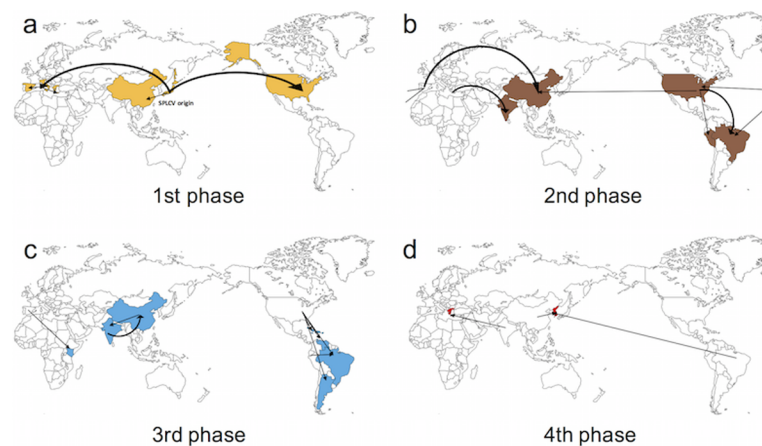 a
SPLCV origin
1st phase
b
2nd phase
c
3rd phase
d
4th phase